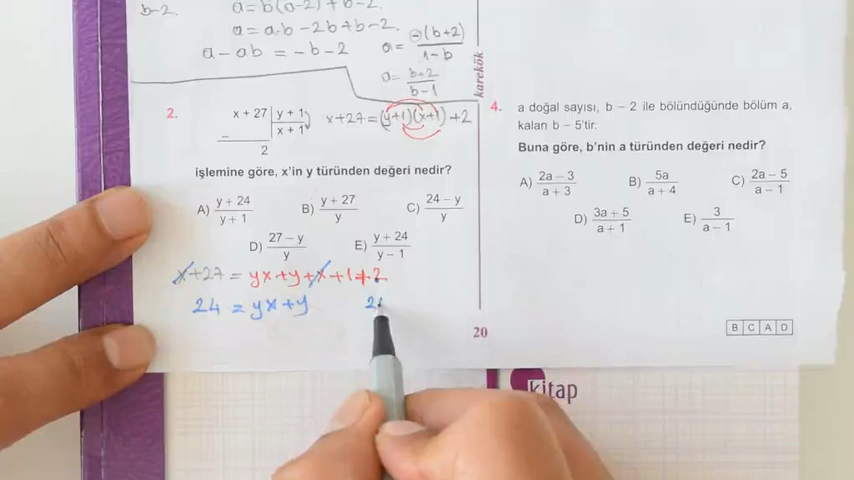 b-2.
a = b(a-2) + b-2.
a = a.b - 2b + b - 2.
a - ab = -b - 2
a = -(b+2)/1-b
a = b+2/b-1
karekök
2. x + 27 | y + 1
x + 1
–
2
x+27 = (y+1)(x+1) + 2
işlemine göre, x'in y türünden değeri nedir?
A) y + 24/y + 1 B) y + 27/y C) 24 – y/y
D) 27 – y/y E) y + 24/y – 1
x+27 = yx+y+x+1+2
24 = yx+y
4. a doğal sayısı, b – 2 ile bölündüğünde bölüm a,
kalan b – 5'tir.
Buna göre, b'nin a türünden değeri nedir?
A) 2a – 3/a + 3 B) 5a/a + 4 C) 2a – 5/a – 1
D) 3a + 5/a + 1 E) 3/a – 1
20
B C A D
kitap